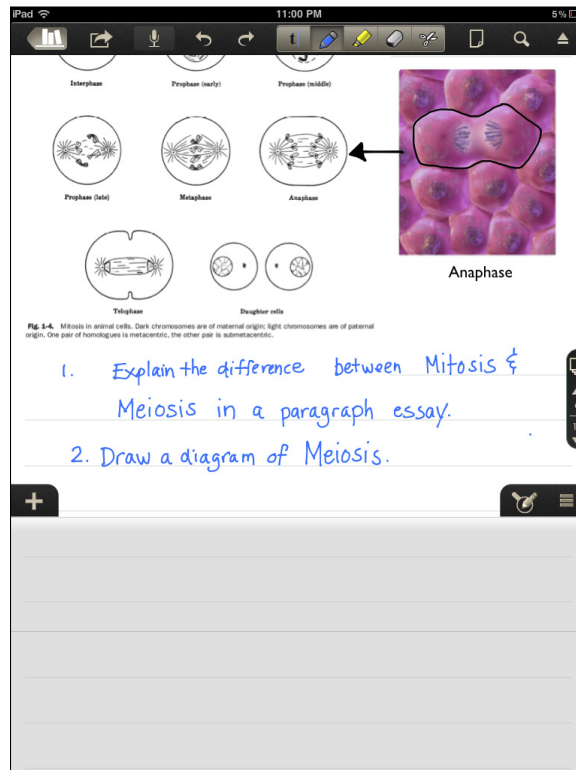 iPad 11:00 PM 5%
t
Interphase Prophase (early) Prophase (middle)
Prophase (late) Metaphase Anaphase
Anaphase
Telophase Daughter cells
Fig. 1-4. Mitosis in animal cells. Dark chromosomes are of maternal origin; light chromosomes are of paternal
origin. One pair of homologues is metacentric, the other pair is submetacentric.
1. Explain the difference between Mitosis &
Meiosis in a paragraph essay.
2. Draw a diagram of Meiosis.